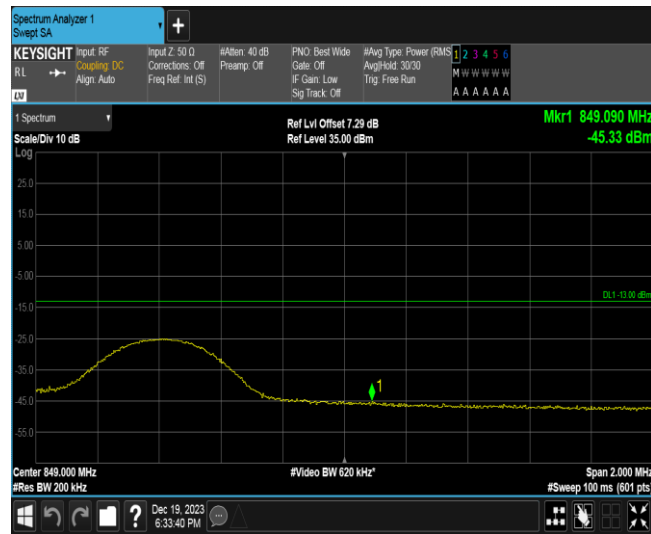 Spectrum Analyzer 1
Swept SA
+
KEYSIGHT
RL
LXI
Input: RF
Coupling: DC
Align: Auto
Input Z: 50 Ω
Corrections: Off
Freq Ref: Int (S)
#Atten: 40 dB
Preamp: Off
PNO: Best Wide
Gate: Off
IF Gain: Low
Sig Track: Off
#Avg Type: Power (RMS
Avg|Hold: 30/30
Trig: Free Run
1 2 3 4 5 6
M W W W W W
A A A A A A
1 Spectrum
Scale/Div 10 dB
Log
Ref Lvl Offset 7.29 dB
Ref Level 35.00 dBm
Mkr1 849.090 MHz
-45.33 dBm
25.0
15.0
5.00
-5.00
DL1 -13.00 dBm
-15.0
-25.0
-35.0
1
-45.0
-55.0
Center 849.000 MHz
#Res BW 200 kHz
#Video BW 620 kHz*
Span 2.000 MHz
#Sweep 100 ms (601 pts
?
Dec 19, 2023
6:33:40 PM